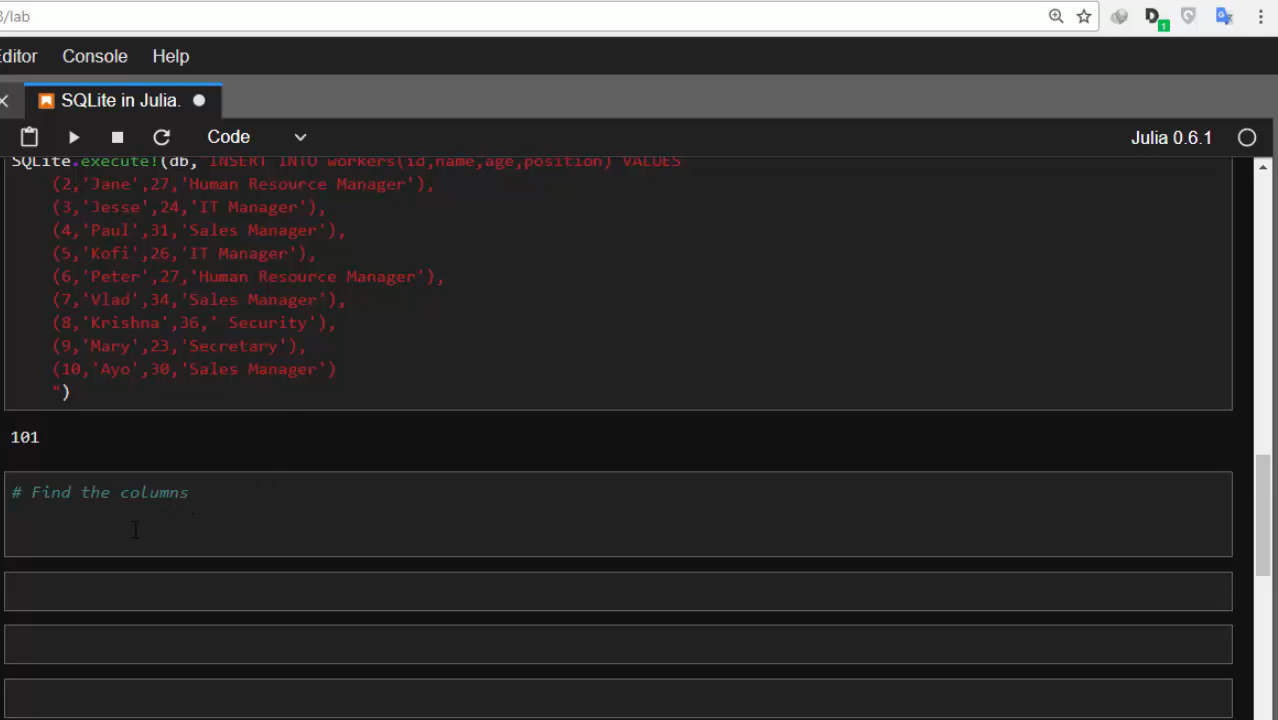 3/lab
1
Editor Console Help
SQLite in Julia.
Code
Julia 0.6.1
SQLite.execute!(db,"INSERT INTO workers(id,name,age,position) VALUES
(2,'Jane',27,'Human Resource Manager'),
(3,'Jesse',24,'IT Manager'),
(4,'Paul',31,'Sales Manager'),
(5,'Kofi',26,'IT Manager'),
(6,'Peter',27,'Human Resource Manager'),
(7,'Vlad',34,'Sales Manager'),
(8,'Krishna',36,' Security'),
(9,'Mary',23,'Secretary'),
(10,'Ayo',30,'Sales Manager')
")
101
# Find the columns